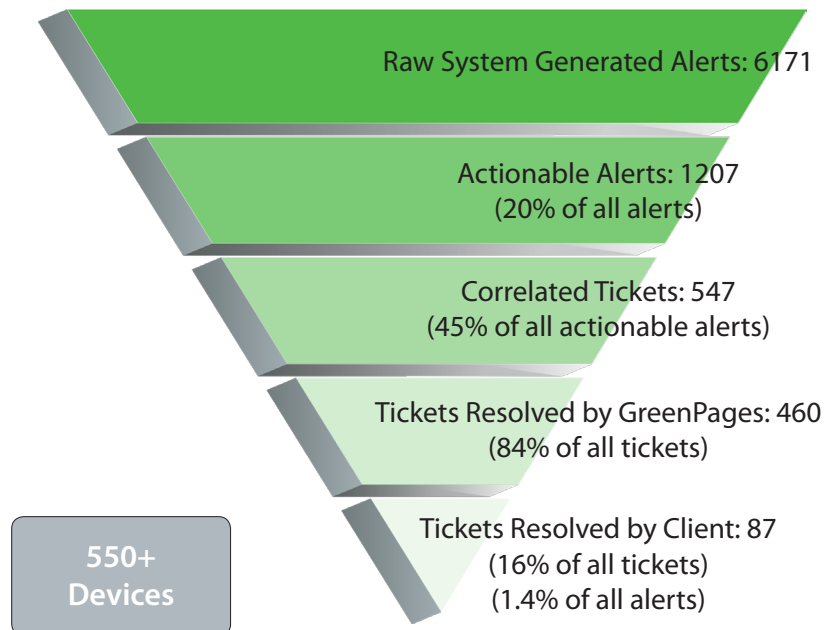 Raw System Generated Alerts: 6171
Actionable Alerts: 1207
(20% of all alerts)
Correlated Tickets: 547
(45% of all actionable alerts)
Tickets Resolved by GreenPages: 460
(84% of all tickets)
Tickets Resolved by Client: 87
(16% of all tickets)
(1.4% of all alerts)
550+
Devices